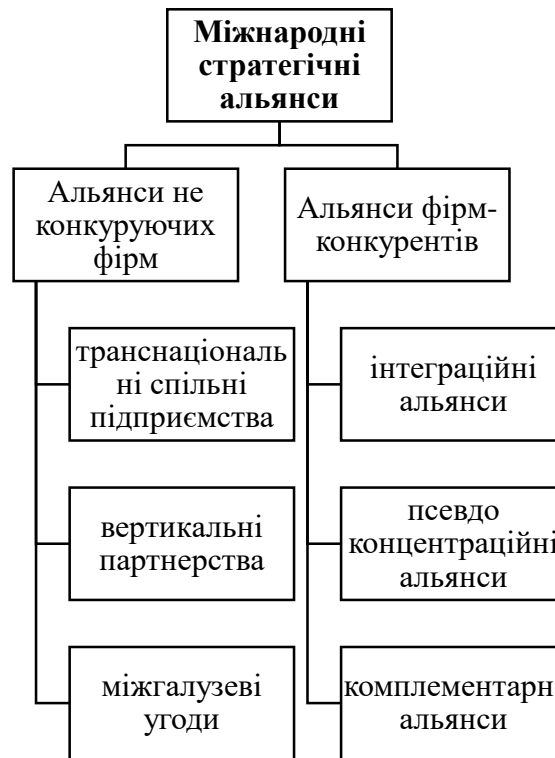 Міжнародні
стратегічні
альянси
Альянси не
конкуруючих
фірм
Альянси фірм-
конкурентів
транснаціональ
ні спільні
підприємства
інтеграційні
альянси
вертикальні
партнерства
псевдо
концентраційні
альянси
міжгалузеві
угоди
комплементарн
альянси